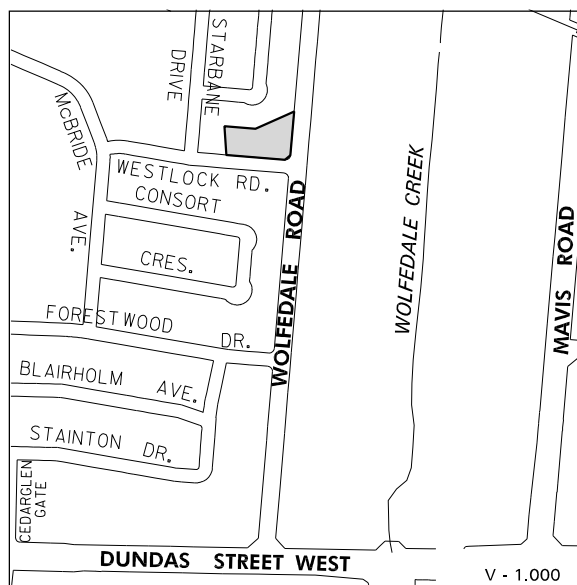 STARBANE
DRIVE
McBRIDE
AVE.
WESTLOCK RD.
CONSORT
CRES.
WOLFEDALE ROAD
WOLFEDALE CREEK
MAVIS ROAD
FORESTWOOD DR.
BLAIRHOLM AVE.
STAINTON DR.
CEDARGLEN
GATE
DUNDAS STREET WEST
V - 1.000